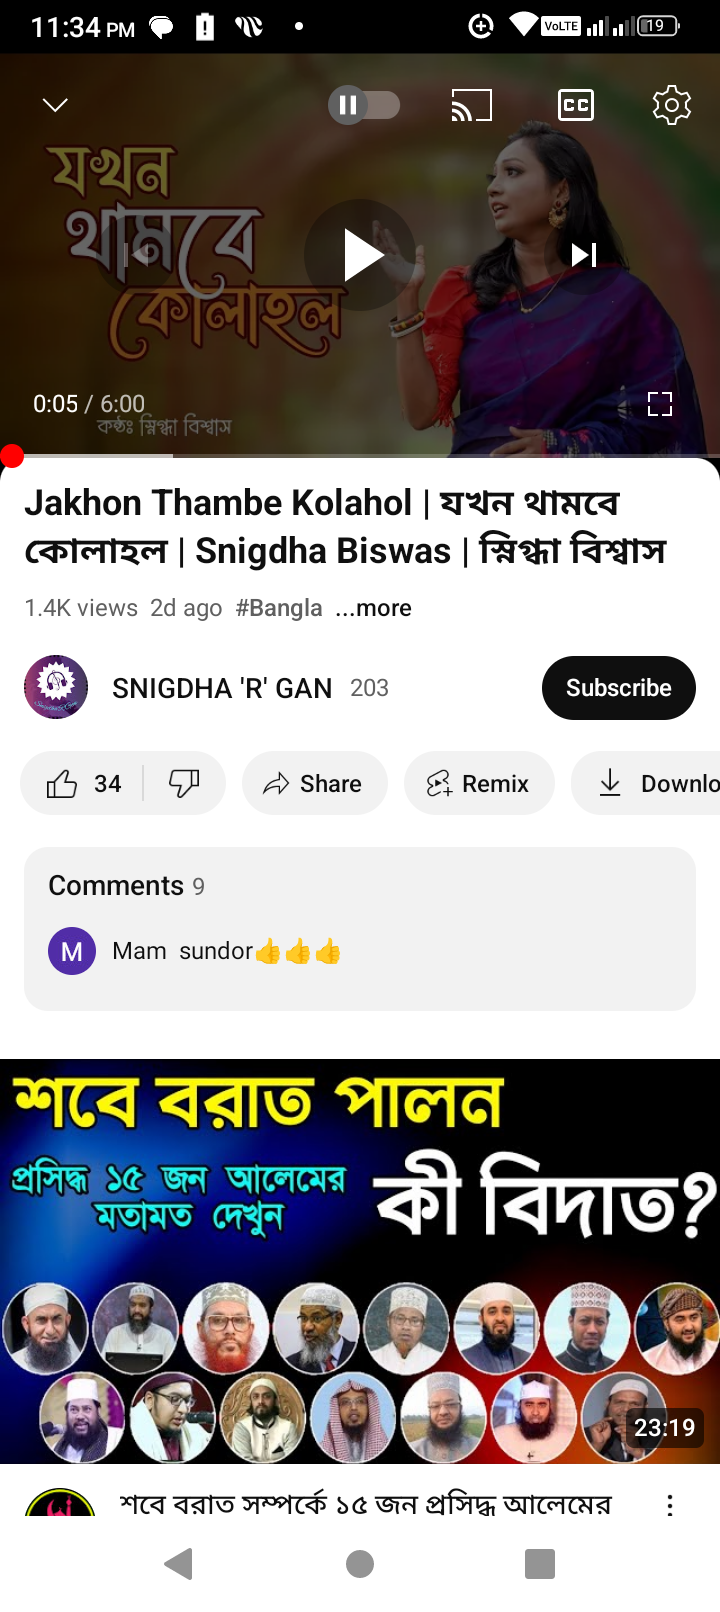 11:34 PM
VoLTE
19
CC
যখন
থামবে
কোলাহল
0:05 / 6:00
কন্ঠঃ স্নিগ্ধা বিশ্বাস
Jakhon Thambe Kolahol | যখন থামবে
কোলাহল | Snigdha Biswas | স্নিগ্ধা বিশ্বাস
1.4K views 2d ago #Bangla ...more
SNIGDHA 'R' GAN 203
Subscribe
34
Share
Remix
Downlo
Comments 9
M
Mam sundor👍👍👍
শবে বরাত পালন
প্রসিদ্ধ ১৫ জন আলেমের
মতামত দেখুন
কী বিদাত?
23:19
শবে বরাত সম্পর্কে ১৫ জন প্রসিদ্ধ আলেমের